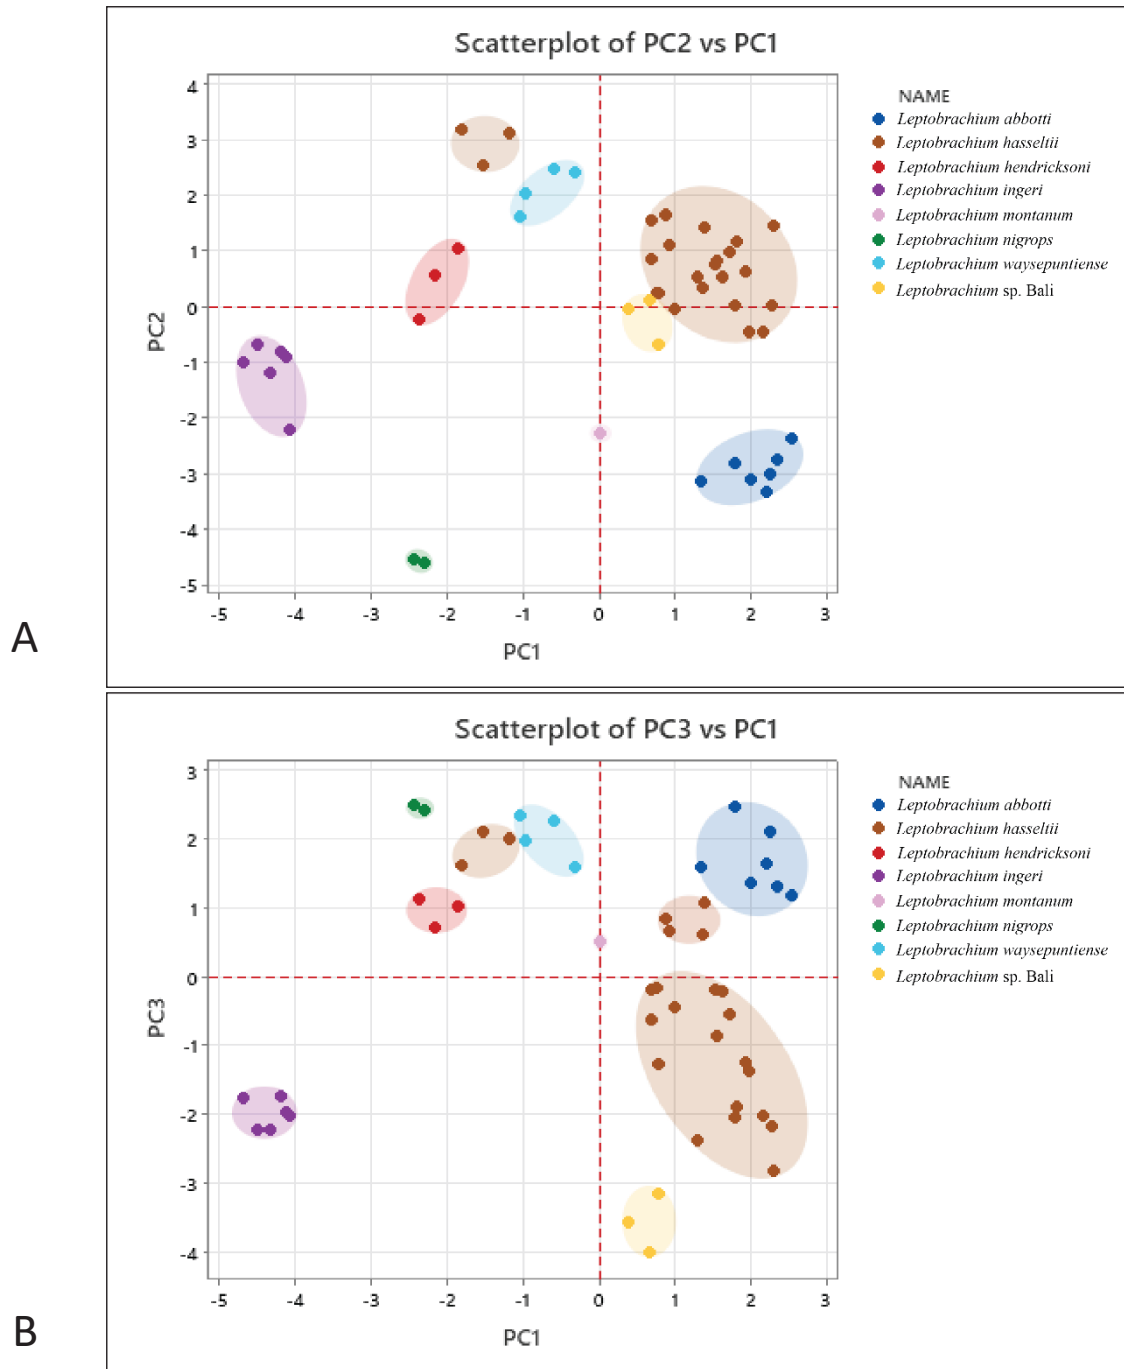 Scatterplot of PC2 vs PC1
4
3
2
1
0
-1
-2
-3
-4
-5
PC2
-5 -4 -3 -2 -1 0 1 2 3
PC1
NAME
Leptobrachium abbotti
Leptobrachium hasseltii
Leptobrachium hendricksoni
Leptobrachium ingeri
Leptobrachium montanum
Leptobrachium nigrops
Leptobrachium waysepuntiense
Leptobrachium sp. Bali
A
Scatterplot of PC3 vs PC1
3
2
1
0
-1
-2
-3
-4
PC3
-5 -4 -3 -2 -1 0 1 2 3
PC1
NAME
Leptobrachium abbotti
Leptobrachium hasseltii
Leptobrachium hendricksoni
Leptobrachium ingeri
Leptobrachium montanum
Leptobrachium nigrops
Leptobrachium waysepuntiense
Leptobrachium sp. Bali
B